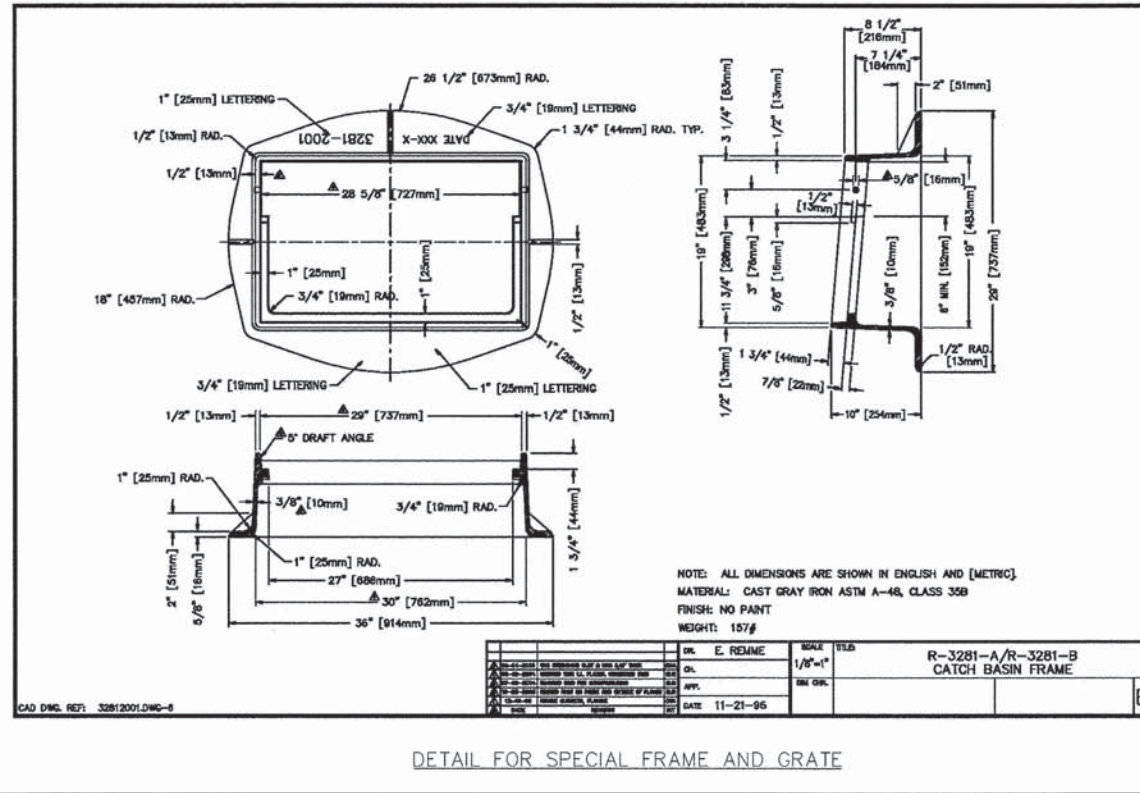 8 1/2"
[216mm]
7 1/4"
[184mm]
2" [51mm]
26 1/2" [673mm] RAD.
1" [25mm] LETTERING
3/4" [19mm] LETTERING
1/2" [13mm] RAD.
1 3/4" [44mm] RAD. TYP.
3281-2001
DATE XXX-X
1/2" [13mm]
28 5/8" [727mm]
1" [25mm]
1" [25mm]
3/4" [19mm] RAD.
18" [457mm] RAD.
1/2" [13mm]
1" [25mm]
3/4" [19mm] LETTERING
1" [25mm] LETTERING
3 1/4" [83mm]
1/2" [13mm]
5/8" [16mm]
1/2"
[13mm]
19" [483mm]
11 3/4" [298mm]
3" [76mm]
5/8" [16mm]
3/8" [10mm]
6" MIN. [152mm]
19" [483mm]
29" [737mm]
1/2" [13mm]
1 3/4" [44mm]
7/8" [22mm]
1/2" RAD.
[13mm]
10" [254mm]
1/2" [13mm]
29" [737mm]
1/2" [13mm]
5° DRAFT ANGLE
1" [25mm] RAD.
3/8" [10mm]
3/4" [19mm] RAD.
1 3/4" [44mm]
2" [51mm]
5/8" [16mm]
1" [25mm] RAD.
27" [686mm]
30" [762mm]
36" [914mm]
NOTE: ALL DIMENSIONS ARE SHOWN IN ENGLISH AND [METRIC].
MATERIAL: CAST GRAY IRON ASTM A-48, CLASS 35B
FINISH: NO PAINT
WEIGHT: 157#
DR. E. REMME
CH.
APP.
DATE 11-21-96
SCALE
1/8"=1"
TITLE:
R-3281-A/R-3281-B
CATCH BASIN FRAME
DATE
REVISION
CAD DWG. REF: 32812001.DWG-6
DETAIL FOR SPECIAL FRAME AND GRATE